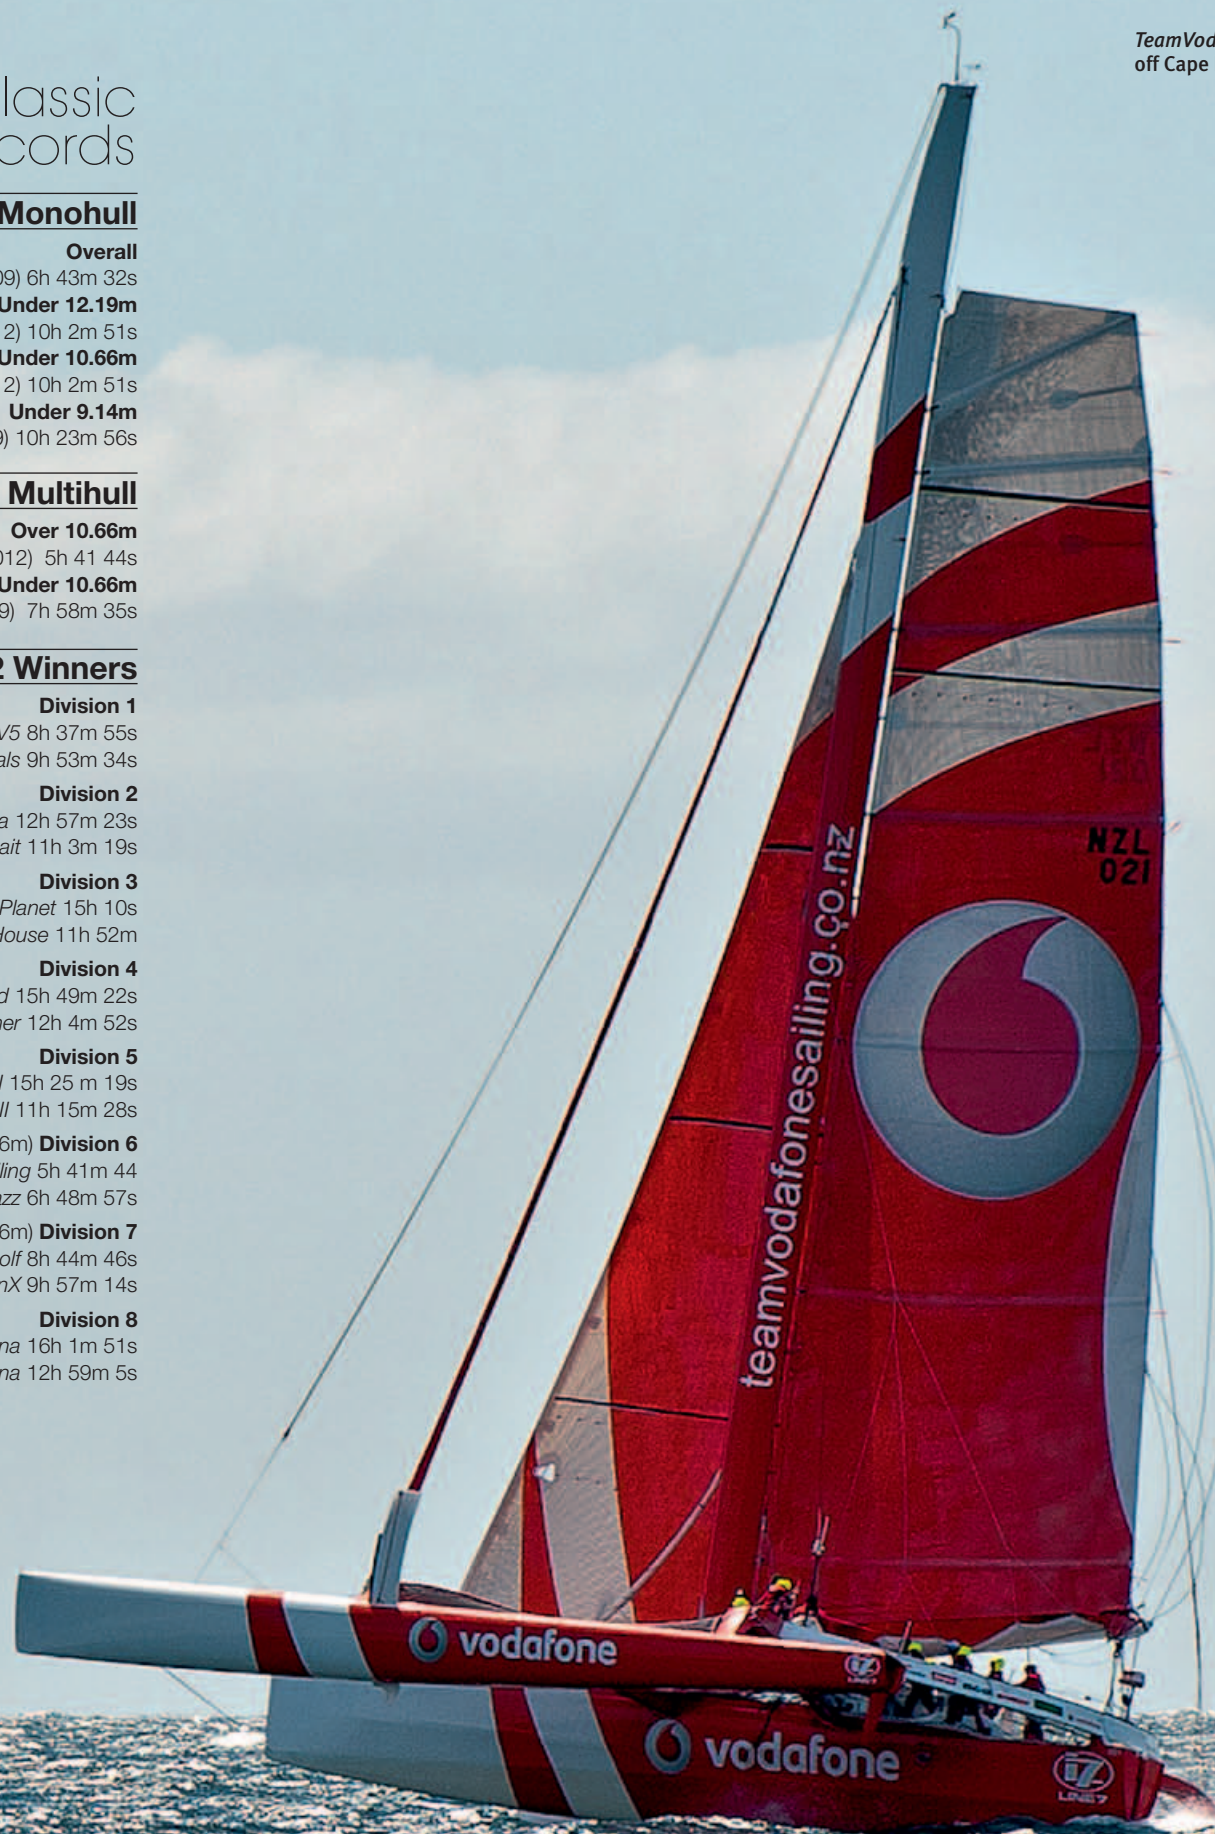 TeamVod
off Cape
lassic
cords
Monohull
Overall
09) 6h 43m 32s
Under 12.19m
2) 10h 2m 51s
Under 10.66m
2) 10h 2m 51s
Under 9.14m
9) 10h 23m 56s
Multihull
Over 10.66m
012) 5h 41 44s
Under 10.66m
9) 7h 58m 35s
2 Winners
Division 1
V5 8h 37m 55s
als 9h 53m 34s
Division 2
a 12h 57m 23s
ait 11h 3m 19s
Division 3
Planet 15h 10s
House 11h 52m
Division 4
d 15h 49m 22s
her 12h 4m 52s
Division 5
l 15h 25 m 19s
II 11h 15m 28s
6m) Division 6
ling 5h 41m 44
azz 6h 48m 57s
6m) Division 7
olf 8h 44m 46s
nX 9h 57m 14s
Division 8
na 16h 1m 51s
na 12h 59m 5s
NZL
021
teamvodafonesailing.co.nz
vodafone
LINE7
vodafone
LINE7